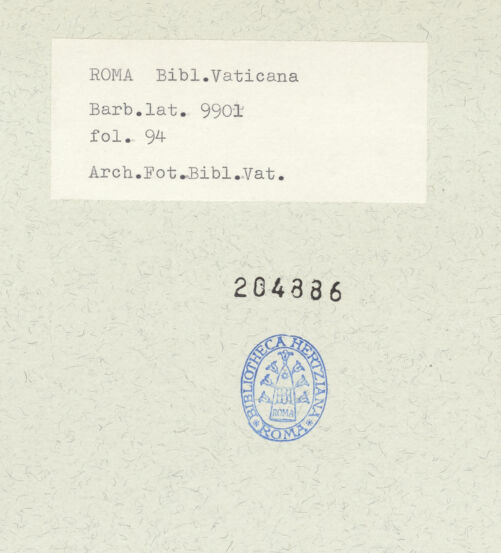 ROMA Bibl.Vaticana
Barb.lat. 9901
fol. 94
Arch.Fot.Bibl.Vat.
204886
BIBLIOTHECA HERTZIANA
ROMA
ROMA